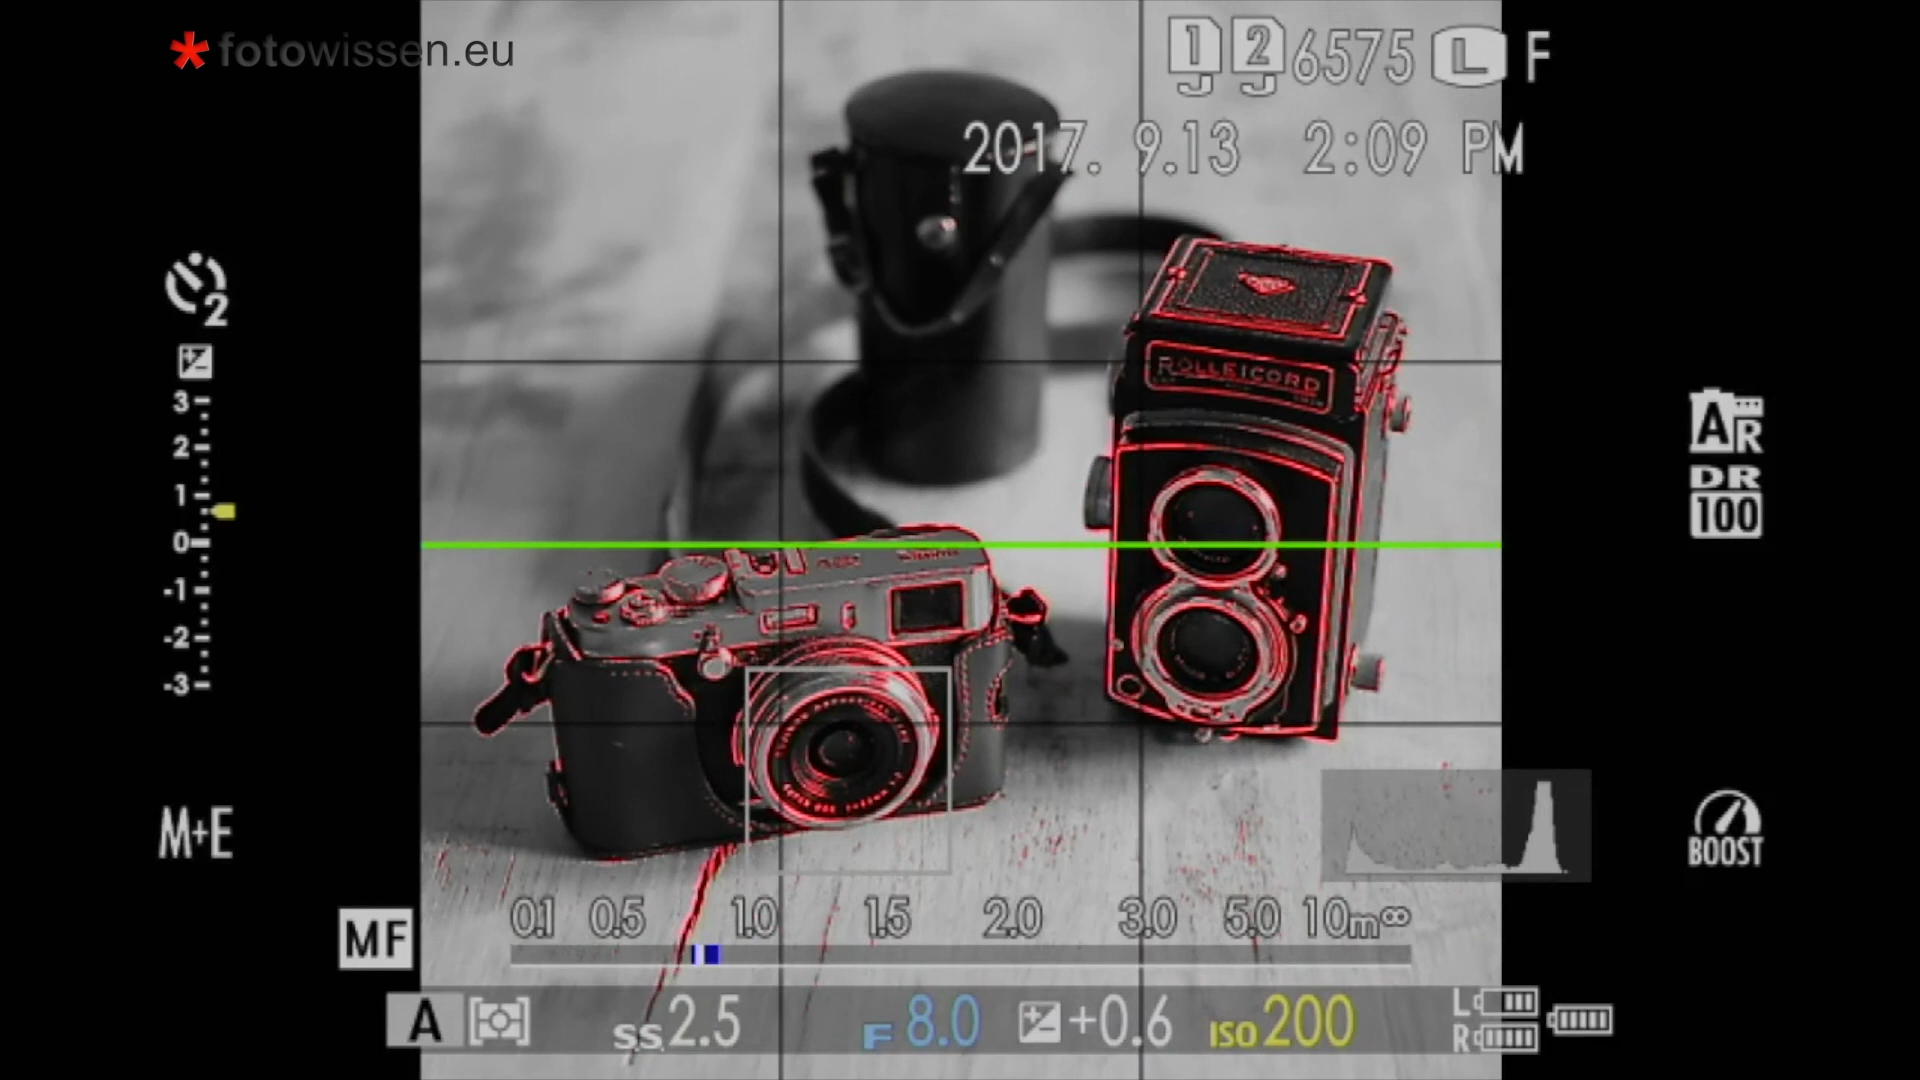 fotowissen.eu
1 2 6575 L F
2017. 9.13 2:09 PM
2
3
2
1
0
-1
-2
-3
ROLLEICORD
AR
DR
100
M+E
BOOST
0.1 0.5 1.0 1.5 2.0 3.0 5.0 10m∞
MF
A SS 2.5 F 8.0 +0.6 ISO 200
L
R